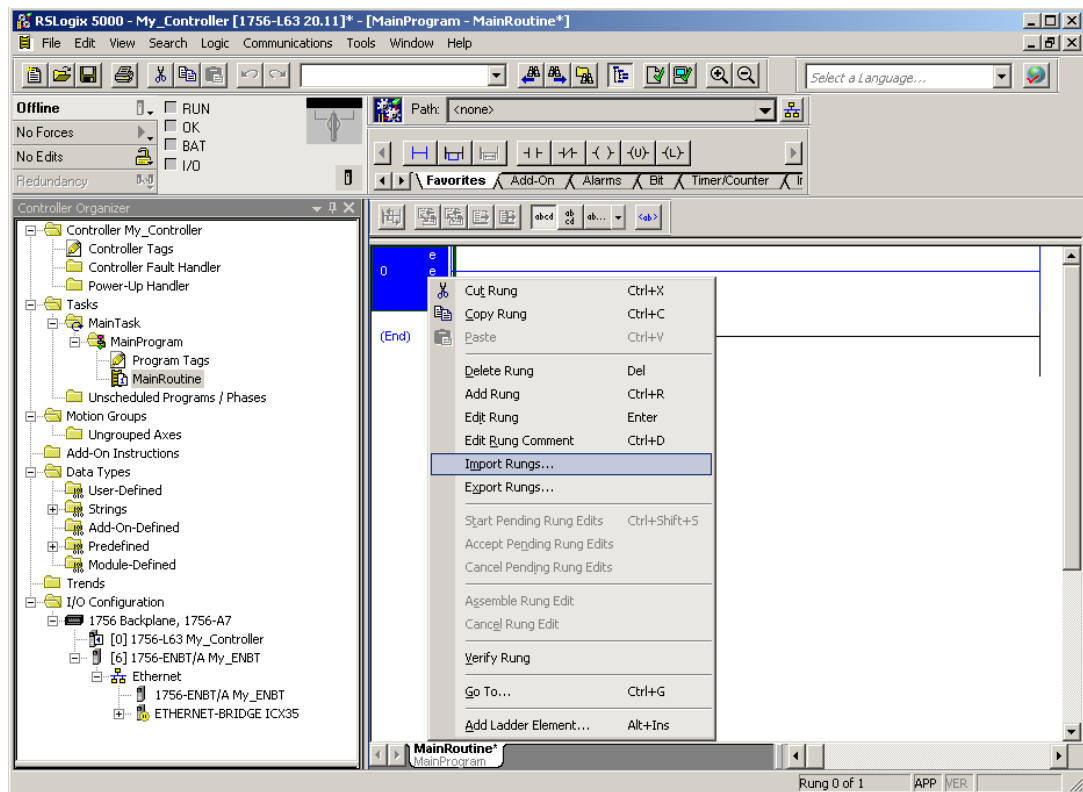 RSLogix 5000 - My_Controller [1756-L63 20.11]* - [MainProgram - MainRoutine*]
File Edit View Search Logic Communications Tools Window Help
Select a Language...
Offline
RUN
No Forces
OK
No Edits
BAT
Redundancy
I/O
Path: <none>
Favorites Add-On Alarms Bit Timer/Counter
Controller Organizer
Controller My_Controller
Controller Tags
Controller Fault Handler
Power-Up Handler
Tasks
MainTask
MainProgram
Program Tags
MainRoutine
Unscheduled Programs / Phases
Motion Groups
Ungrouped Axes
Add-On Instructions
Data Types
User-Defined
Strings
Add-On-Defined
Predefined
Module-Defined
Trends
I/O Configuration
1756 Backplane, 1756-A7
[0] 1756-L63 My_Controller
[6] 1756-ENBT/A My_ENBT
Ethernet
1756-ENBT/A My_ENBT
ETHERNET-BRIDGE ICX35
abcd
ab cd
ab...
<ab>
e
0 e
(End)
Cut Rung Ctrl+X
Copy Rung Ctrl+C
Paste Ctrl+V
Delete Rung Del
Add Rung Ctrl+R
Edit Rung Enter
Edit Rung Comment Ctrl+D
Import Rungs...
Export Rungs...
Start Pending Rung Edits Ctrl+Shift+S
Accept Pending Rung Edits
Cancel Pending Rung Edits
Assemble Rung Edit
Cancel Rung Edit
Verify Rung
Go To... Ctrl+G
Add Ladder Element... Alt+Ins
MainRoutine*
MainProgram
Rung 0 of 1 APP VER